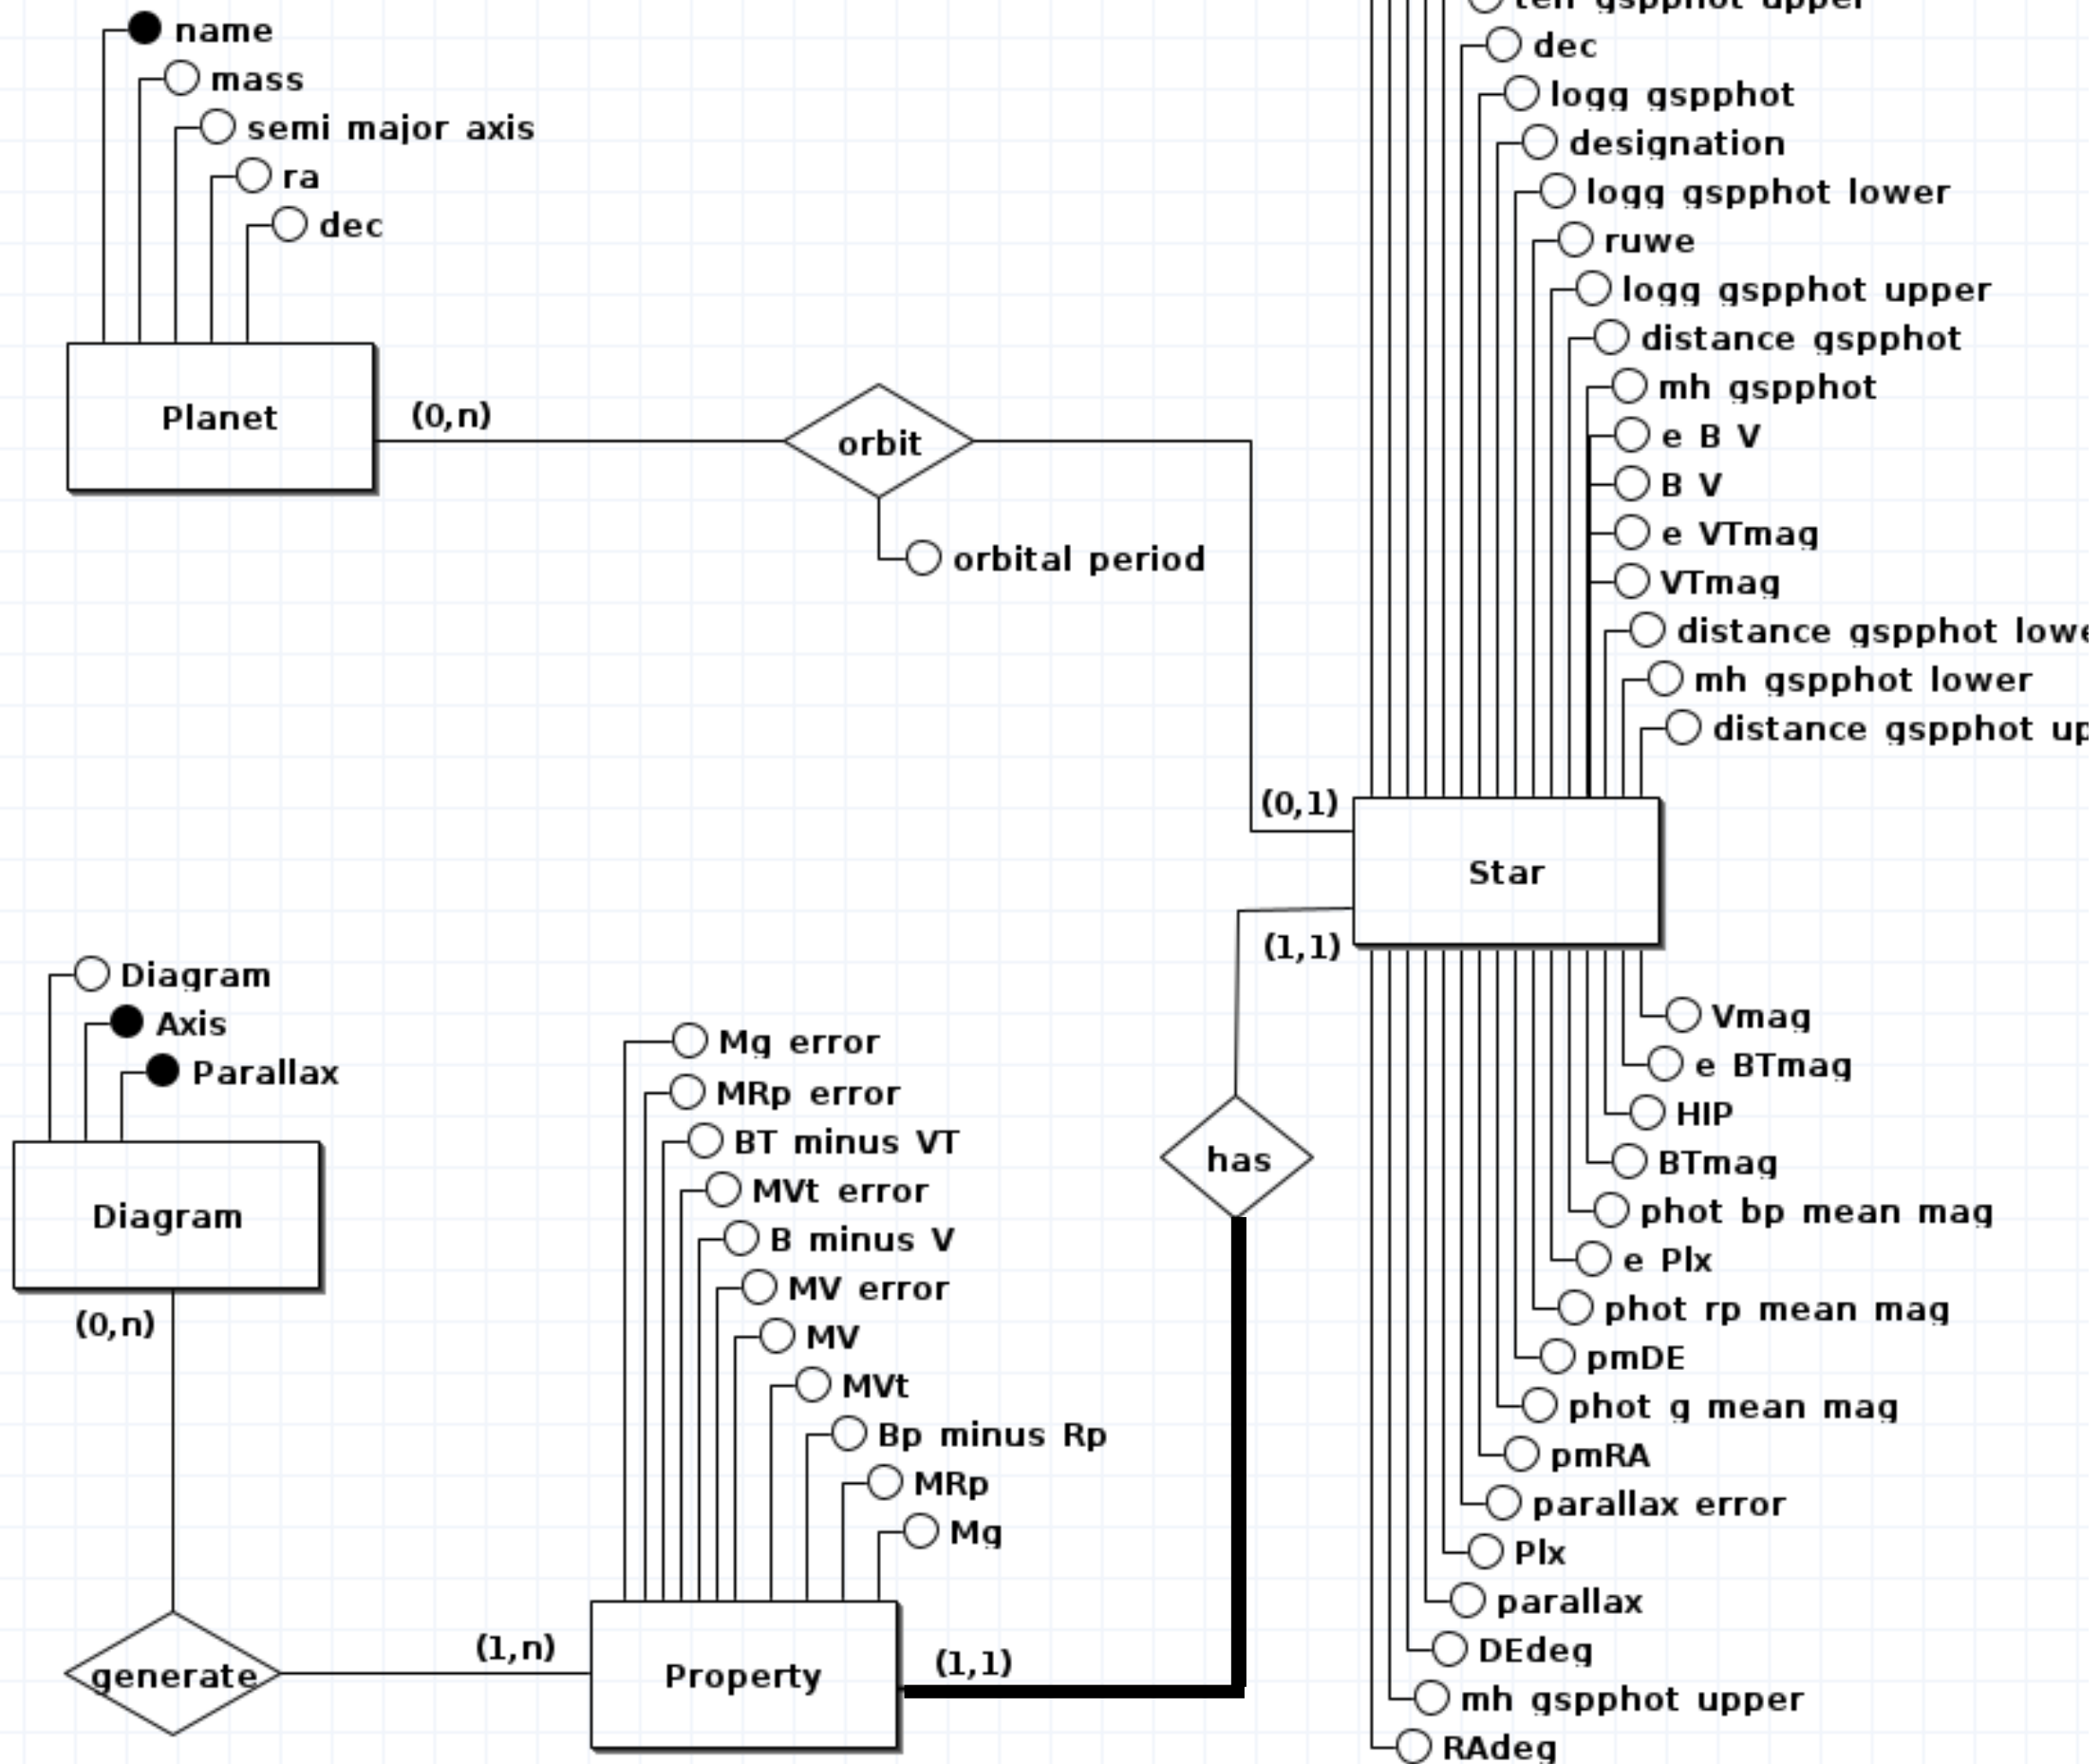 name
mass
semi major axis
ra
dec
Planet
(0,n)
orbit
orbital period
dec
logg gspphot
designation
logg gspphot lower
ruwe
logg gspphot upper
distance gspphot
mh gspphot
e B V
B V
e VTmag
VTmag
distance gspphot
mh gspphot lower
distance gspphot
(0,1)
Star
(1,1)
Diagram
Axis
Parallax
Diagram
(0,n)
generate
(1,n)
Mg error
MRp error
BT minus VT
MVt error
B minus V
MV error
MV
MVt
Bp minus Rp
MRp
Mg
Property
(1,1)
has
Vmag
e BTmag
HIP
BTmag
phot bp mean mag
e Plx
phot rp mean mag
pmDE
phot g mean mag
pmRA
parallax error
Plx
parallax
DEdeg
mh gspphot upper
RAdeg